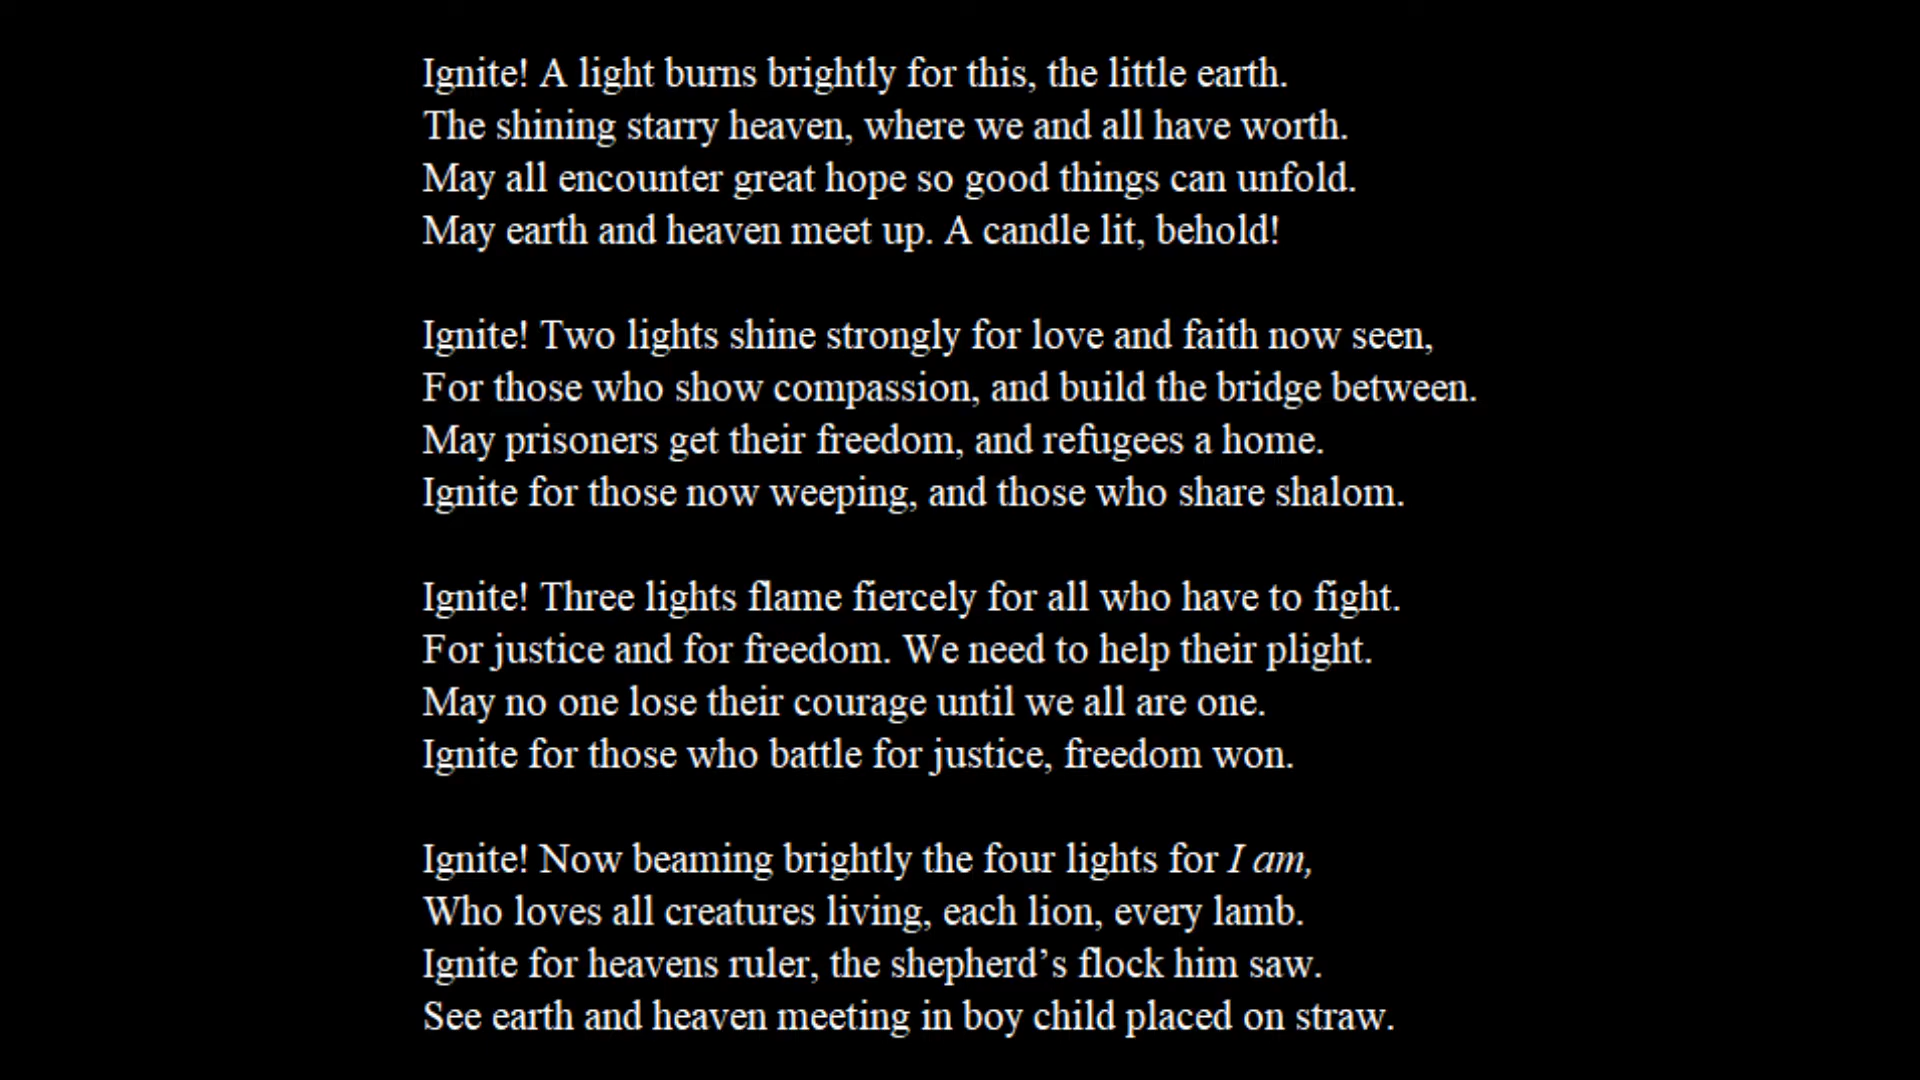 Ignite! A light burns brightly for this, the little earth.
The shining starry heaven, where we and all have worth.
May all encounter great hope so good things can unfold.
May earth and heaven meet up. A candle lit, behold!
Ignite! Two lights shine strongly for love and faith now seen,
For those who show compassion, and build the bridge between.
May prisoners get their freedom, and refugees a home.
Ignite for those now weeping, and those who share shalom.
Ignite! Three lights flame fiercely for all who have to fight.
For justice and for freedom. We need to help their plight.
May no one lose their courage until we all are one.
Ignite for those who battle for justice, freedom won.
Ignite! Now beaming brightly the four lights for I am,
Who loves all creatures living, each lion, every lamb.
Ignite for heavens ruler, the shepherd’s flock him saw.
See earth and heaven meeting in boy child placed on straw.